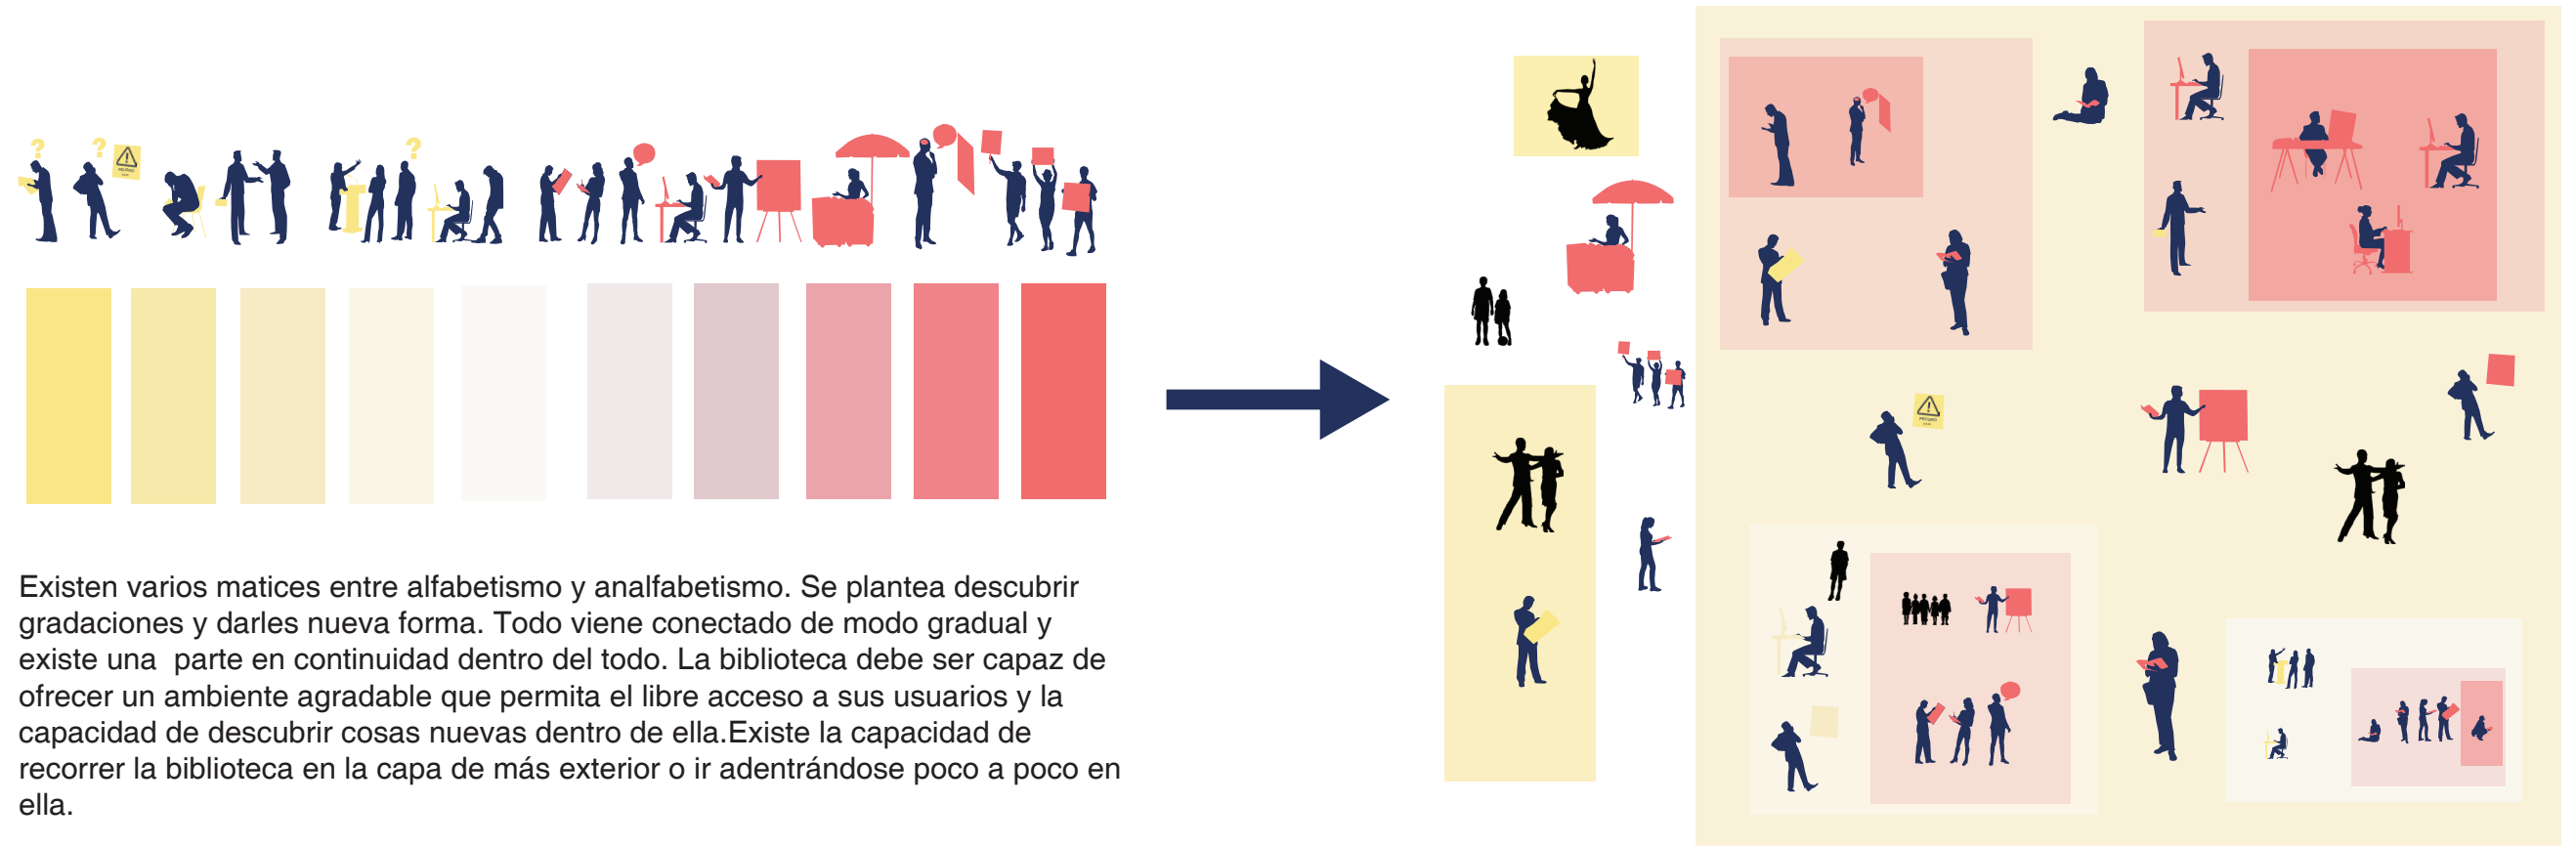 ?
?
PELIGRO
?
Existen varios matices entre alfabetismo y analfabetismo. Se plantea descubrir
gradaciones y darles nueva forma. Todo viene conectado de modo gradual y
existe una  parte en continuidad dentro del todo. La biblioteca debe ser capaz de
ofrecer un ambiente agradable que permita el libre acceso a sus usuarios y la
capacidad de descubrir cosas nuevas dentro de ella.Existe la capacidad de
recorrer la biblioteca en la capa de más exterior o ir adentrándose poco a poco en
ella.
PELIGRO